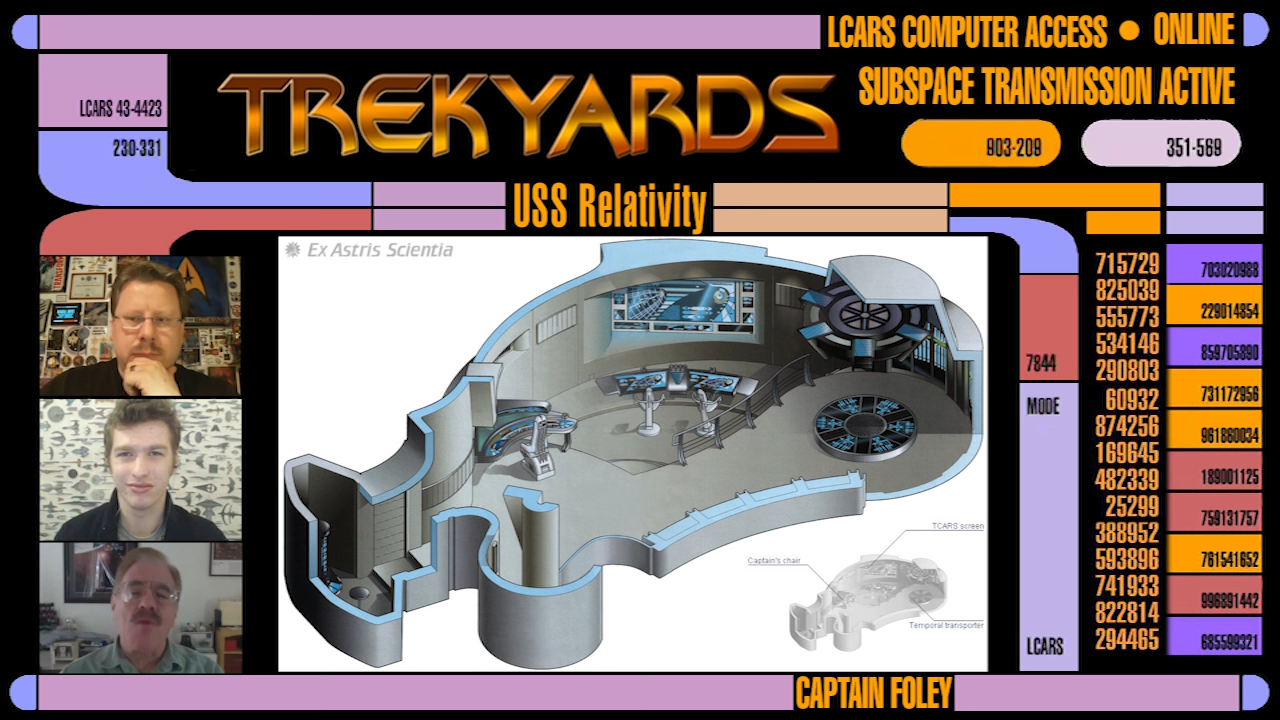 LCARS COMPUTER ACCESS • ONLINE
TREKYARDS
SUBSPACE TRANSMISSION ACTIVE
LCARS 43-4423
230-331
903-209
351-569
USS Relativity
Ex Astris Scientia
TCARS screen
Captain's chair
Temporal transporter
7844
MODE
LCARS
715729
825039
555773
534146
290803
60932
874256
169645
482339
25299
388952
593896
741933
822814
294465
703020988
229014854
859705890
731172956
961860034
189001125
759131757
761541652
996891442
685599321
CAPTAIN FOLEY